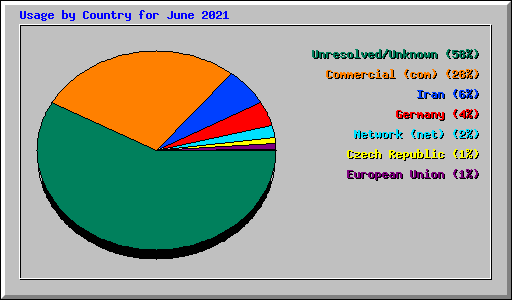 Usage by Country for June 2021
Unresolved/Unknown (58%)
Commercial (com) (28%)
Iran (6%)
Germany (4%)
Network (net) (2%)
Czech Republic (1%)
European Union (1%)